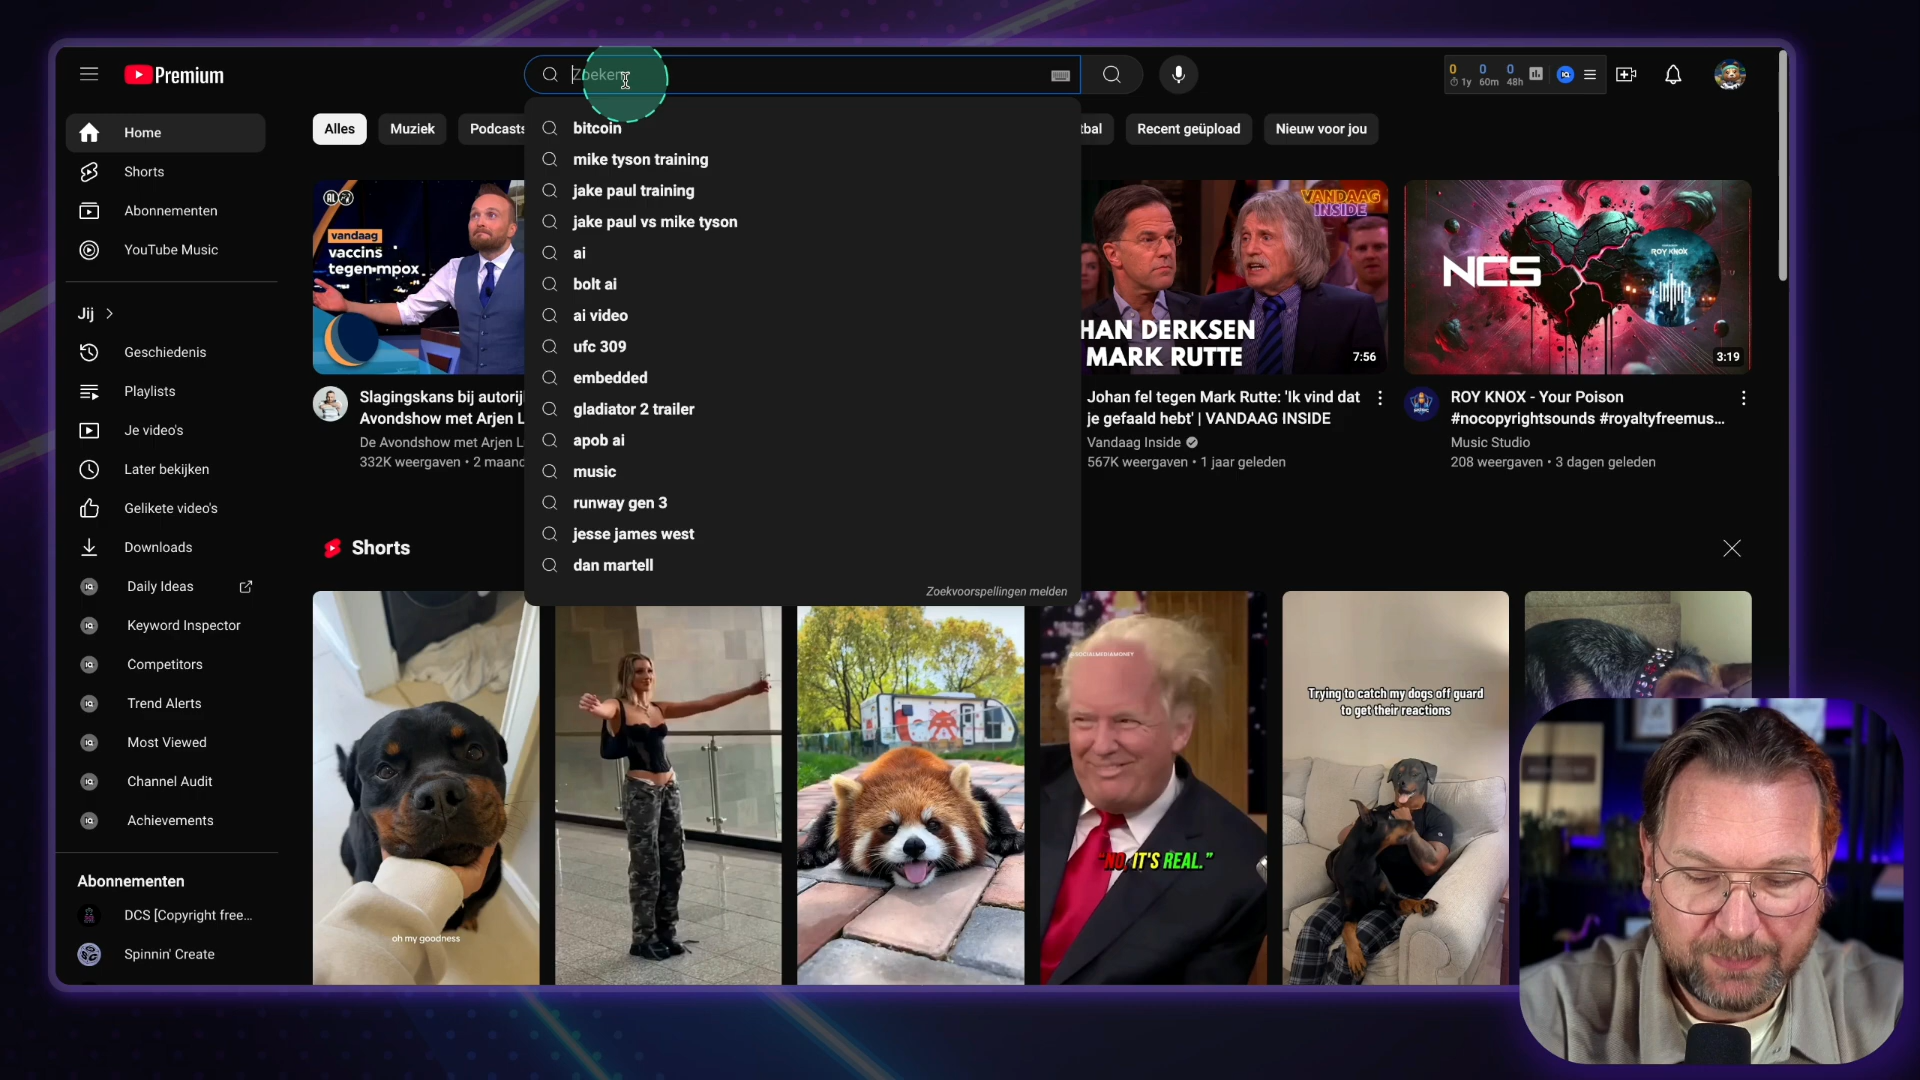 Premium
Zoeken
0 0 0
1y 60m 48h
Home
Shorts
Abonnementen
YouTube Music
Jij
Geschiedenis
Playlists
Je video's
Later bekijken
Gelikete video's
Downloads
Daily Ideas
Keyword Inspector
Competitors
Trend Alerts
Most Viewed
Channel Audit
Achievements
Abonnementen
DCS [Copyright free...
Spinnin' Create
Alles
Muziek
Podcasts
tbal
Recent geüpload
Nieuw voor jou
bitcoin
mike tyson training
jake paul training
jake paul vs mike tyson
ai
bolt ai
ai video
ufc 309
embedded
gladiator 2 trailer
apob ai
music
runway gen 3
jesse james west
dan martell
Zoekvoorspellingen melden
vandaag
vaccins
tegen mpox
Slagingskans bij autorij
Avondshow met Arjen L
De Avondshow met Arjen L
332K weergaven • 2 maand
VANDAAG
INSIDE
HAN DERKSEN
MARK RUTTE
7:56
Johan fel tegen Mark Rutte: 'Ik vind dat
je gefaald hebt' | VANDAAG INSIDE
Vandaag Inside
567K weergaven • 1 jaar geleden
NCS
ROY KNOX
3:19
ROY KNOX - Your Poison
#nocopyrightsounds #royaltyfreemus...
Music Studio
208 weergaven • 3 dagen geleden
Shorts
oh my goodness
@SOCIALMEDIAMONEY
"NO, IT'S REAL."
Trying to catch my dogs off guard
to get their reactions